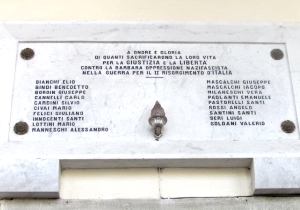 A ONORE E GLORIA
DI QUANTI SACRIFICARONO LA LORO VITA
PER LA GIUSTIZIA E LA LIBERTÀ
CONTRO LA BARBARA OPPRESSIONE NAZIFASCISTA
NELLA GUERRA PER IL II RISORGIMENTO D'ITALIA
BIANCHI ELIO
BINDI BENEDETTO
BORGIN GIUSEPPE
CANNELLI CARLO
CARDINI SILVIO
CIVAI MARIO
FELICI GIULIANO
INNOCENTI SANTI
LOTTINI MARIO
MANNESCHI ALESSANDRO
MASCALCHI GIUSEPPE
MASCALCHI IACOPO
MILANESCHI VERA
PAOLANTI EMANUELE
PASTORELLI SANTI
ROSSI ANGELO
SANTINI SANTI
SERI LUIGI
SOLDANI VALERIO